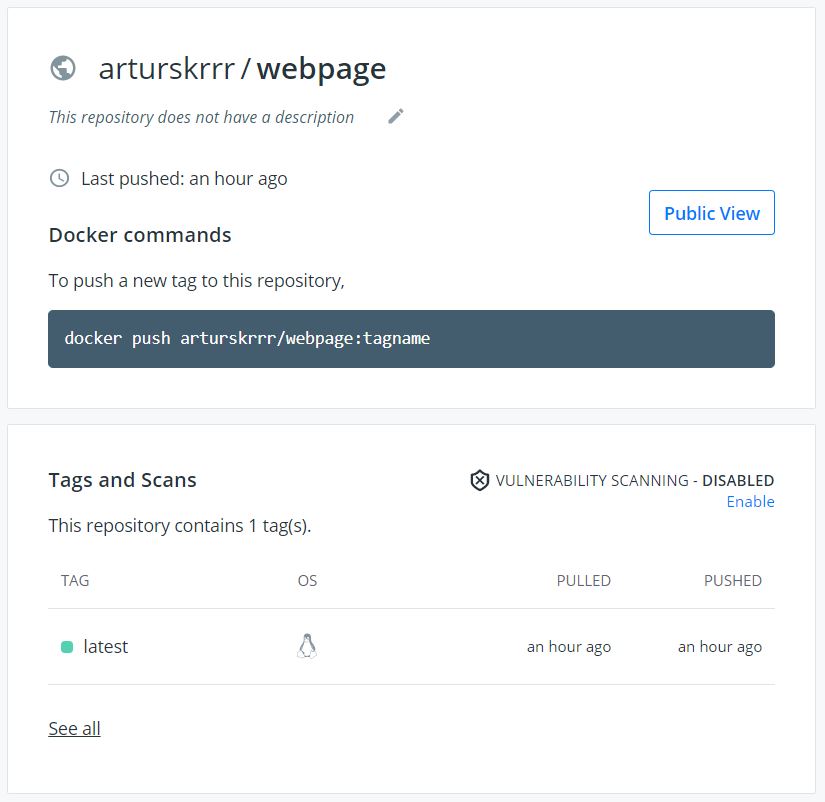 arturskrrr / webpage
This repository does not have a description
Last pushed: an hour ago
Public View
Docker commands
To push a new tag to this repository,
docker push arturskrrr/webpage:tagname
Tags and Scans
VULNERABILITY SCANNING - DISABLED
Enable
This repository contains 1 tag(s).
TAG OS PULLED PUSHED
latest an hour ago an hour ago
See all